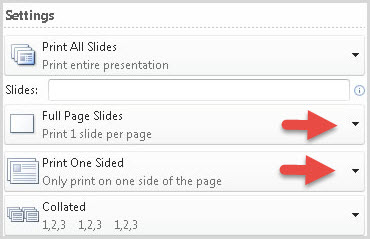 Settings
Print All Slides
Print entire presentation
Slides:
Full Page Slides
Print 1 slide per page
Print One Sided
Only print on one side of the page
Collated
1,2,3 1,2,3 1,2,3